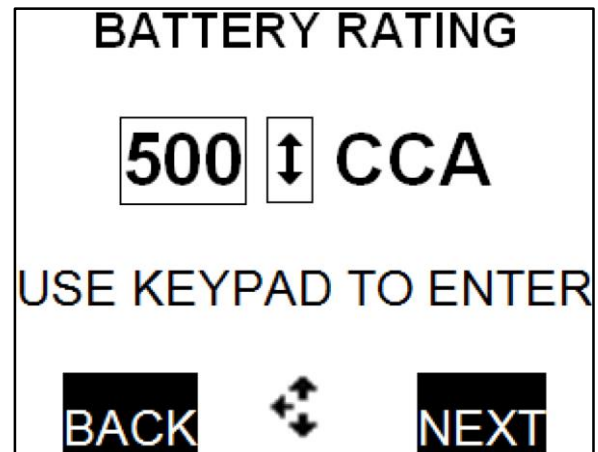 BATTERY RATING
500 CCA
USE KEYPAD TO ENTER
BACK NEXT